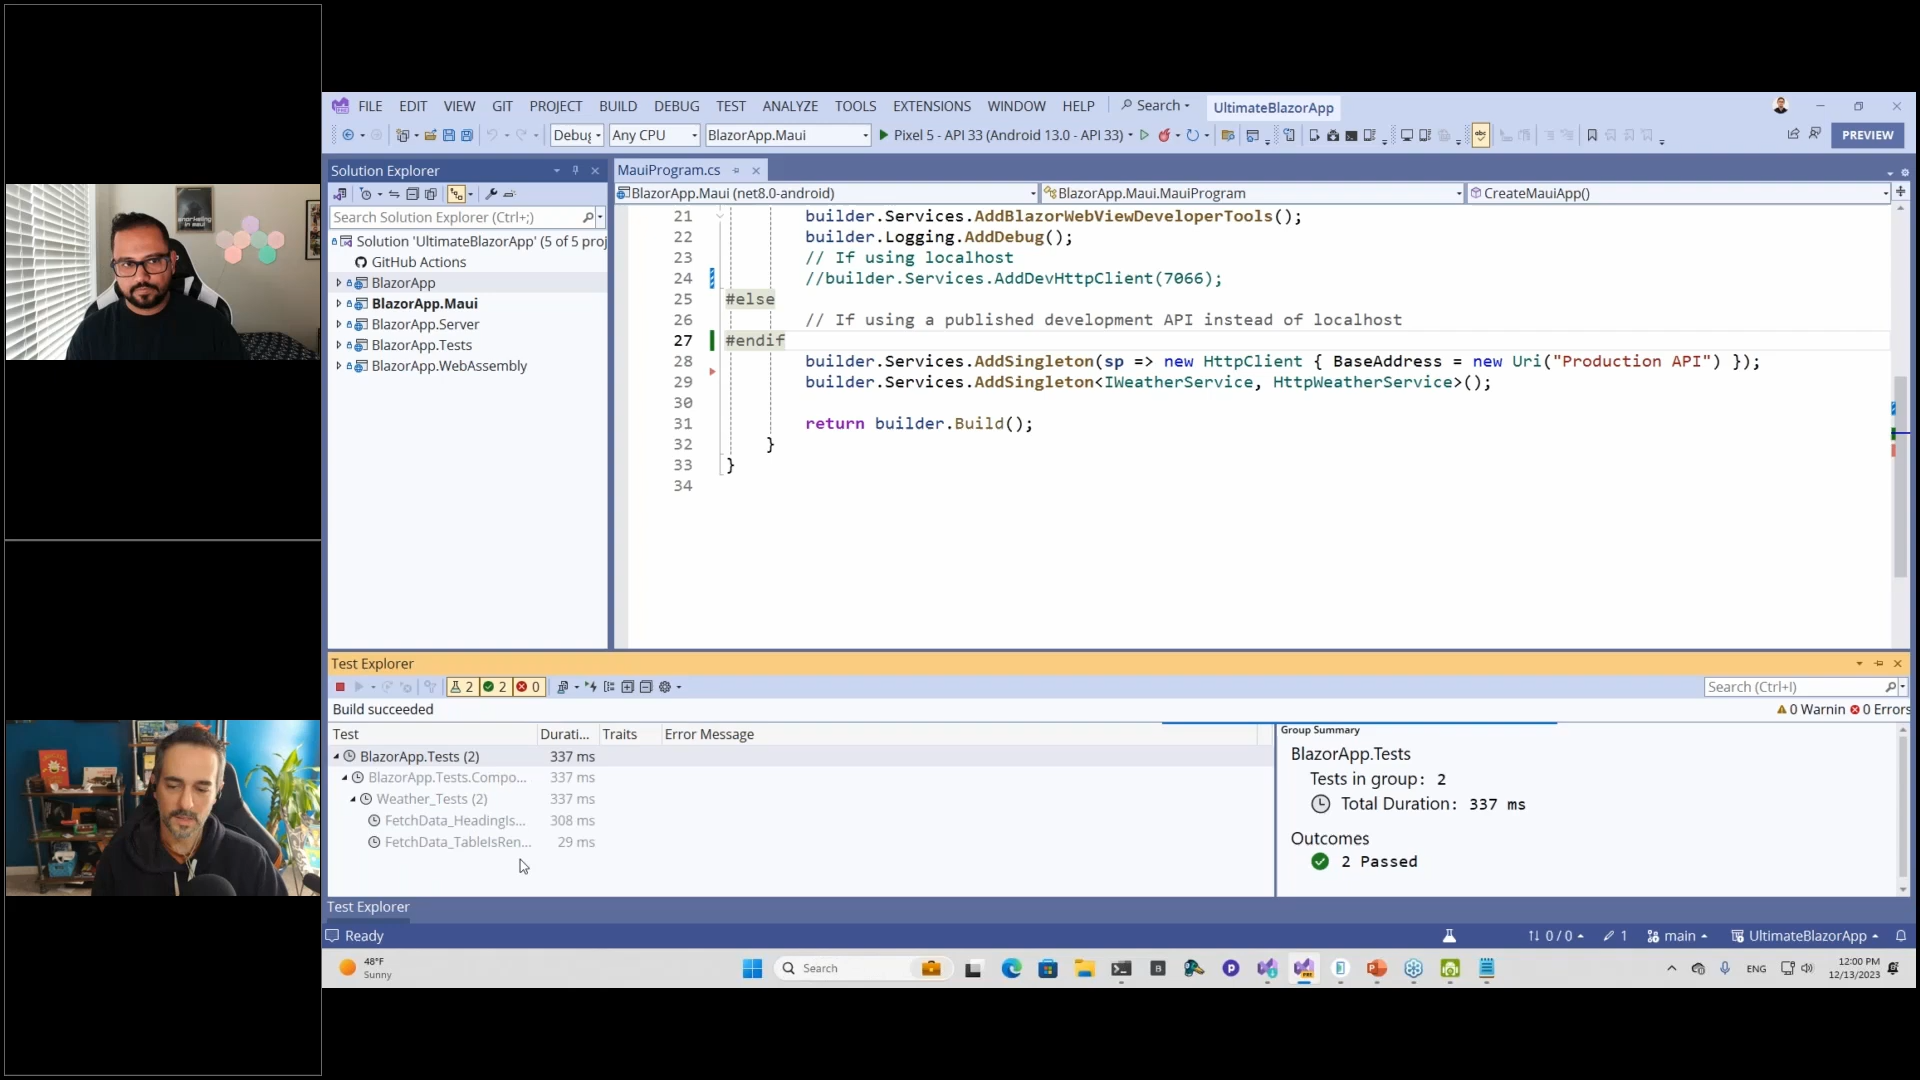 FILE EDIT VIEW GIT PROJECT BUILD DEBUG TEST ANALYZE TOOLS EXTENSIONS WINDOW HELP Search UltimateBlazorApp
Debug Any CPU BlazorApp.Maui Pixel 5 - API 33 (Android 13.0 - API 33) PREVIEW
Solution Explorer
Search Solution Explorer (Ctrl+;)
Solution 'UltimateBlazorApp' (5 of 5 proj
GitHub Actions
BlazorApp
BlazorApp.Maui
BlazorApp.Server
BlazorApp.Tests
BlazorApp.WebAssembly
MauiProgram.cs
BlazorApp.Maui (net8.0-android) BlazorApp.Maui.MauiProgram CreateMauiApp()
21 builder.Services.AddBlazorWebViewDeveloperTools();
22 builder.Logging.AddDebug();
23 // If using localhost
24 //builder.Services.AddDevHttpClient(7066);
25 #else
26 // If using a published development API instead of localhost
27 #endif
28 builder.Services.AddSingleton(sp => new HttpClient { BaseAddress = new Uri("Production API") });
29 builder.Services.AddSingleton<IWeatherService, HttpWeatherService>();
30
31 return builder.Build();
32 }
33 }
34
Test Explorer
2 2 0 Search (Ctrl+I)
Build succeeded 0 Warnin 0 Errors
Test Durati... Traits Error Message
BlazorApp.Tests (2) 337 ms
BlazorApp.Tests.Compo... 337 ms
Weather_Tests (2) 337 ms
FetchData_HeadingIs... 308 ms
FetchData_TableIsRen... 29 ms
Group Summary
BlazorApp.Tests
Tests in group: 2
Total Duration: 337 ms
Outcomes
2 Passed
Test Explorer
Ready 0 / 0 1 main UltimateBlazorApp
48°F
Sunny
Search
ENG
12:00 PM
12/13/2023